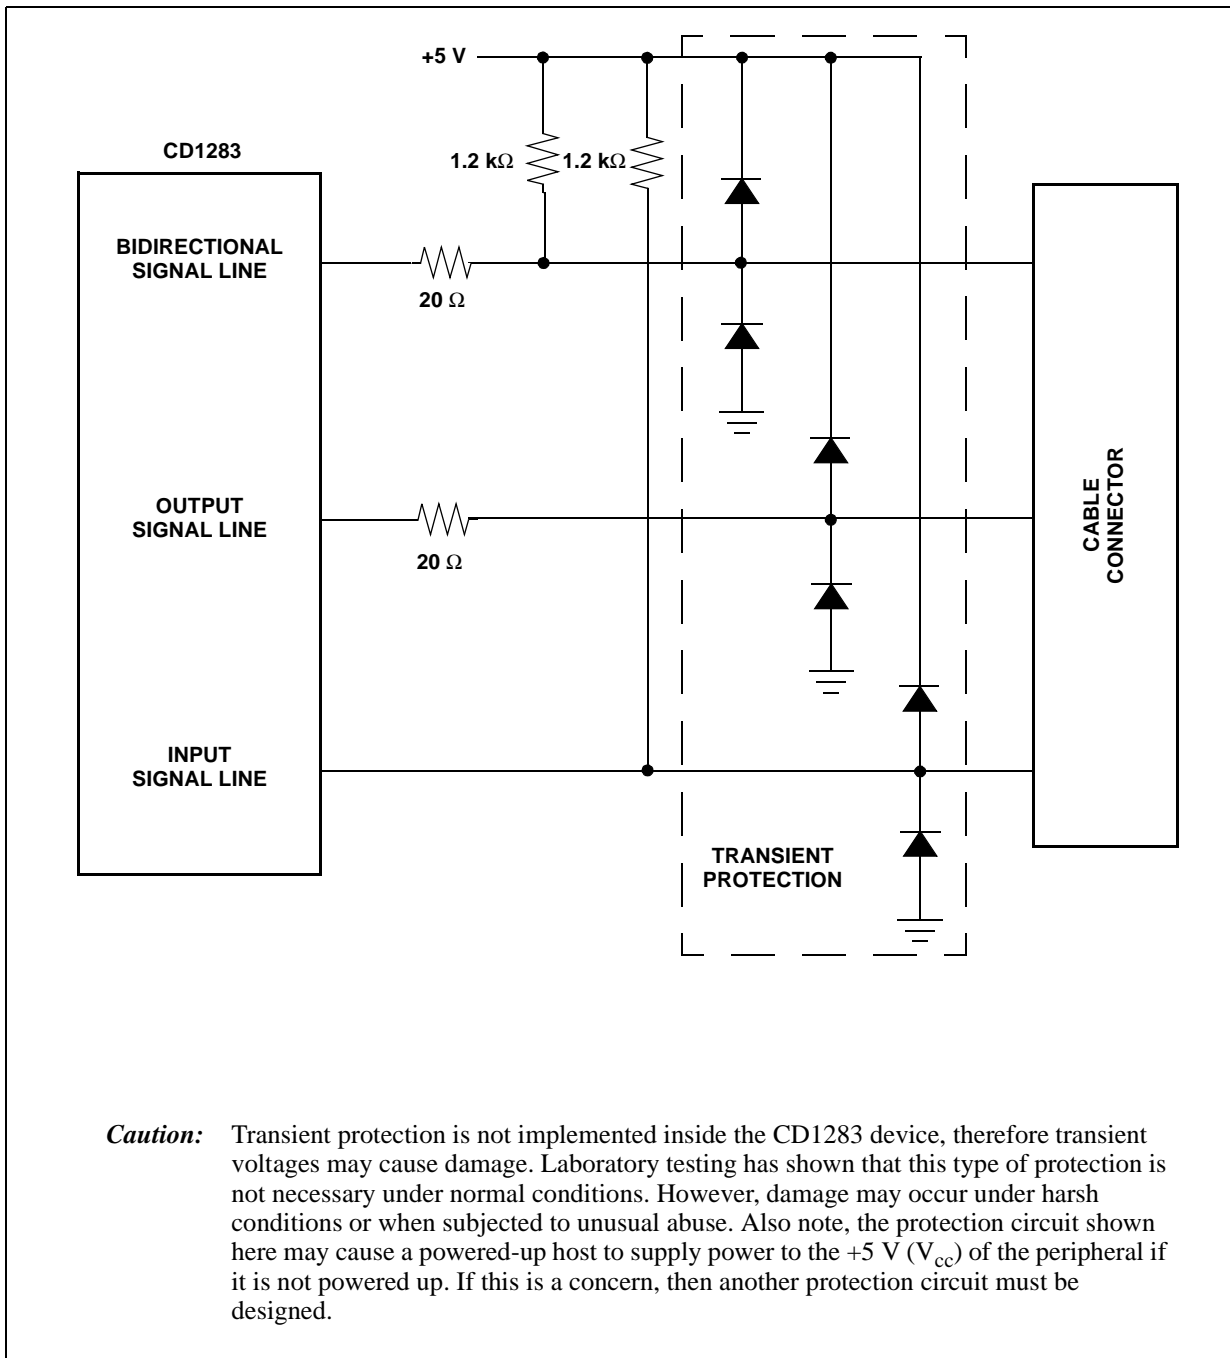 +5 V
CD1283
1.2 kΩ 1.2 kΩ
BIDIRECTIONAL
SIGNAL LINE
20 Ω
OUTPUT
SIGNAL LINE
20 Ω
CABLE
CONNECTOR
INPUT
SIGNAL LINE
TRANSIENT
PROTECTION
Caution: Transient protection is not implemented inside the CD1283 device, therefore transient
voltages may cause damage. Laboratory testing has shown that this type of protection is
not necessary under normal conditions. However, damage may occur under harsh
conditions or when subjected to unusual abuse. Also note, the protection circuit shown
here may cause a powered-up host to supply power to the +5 V (Vcc) of the peripheral if
it is not powered up. If this is a concern, then another protection circuit must be
designed.